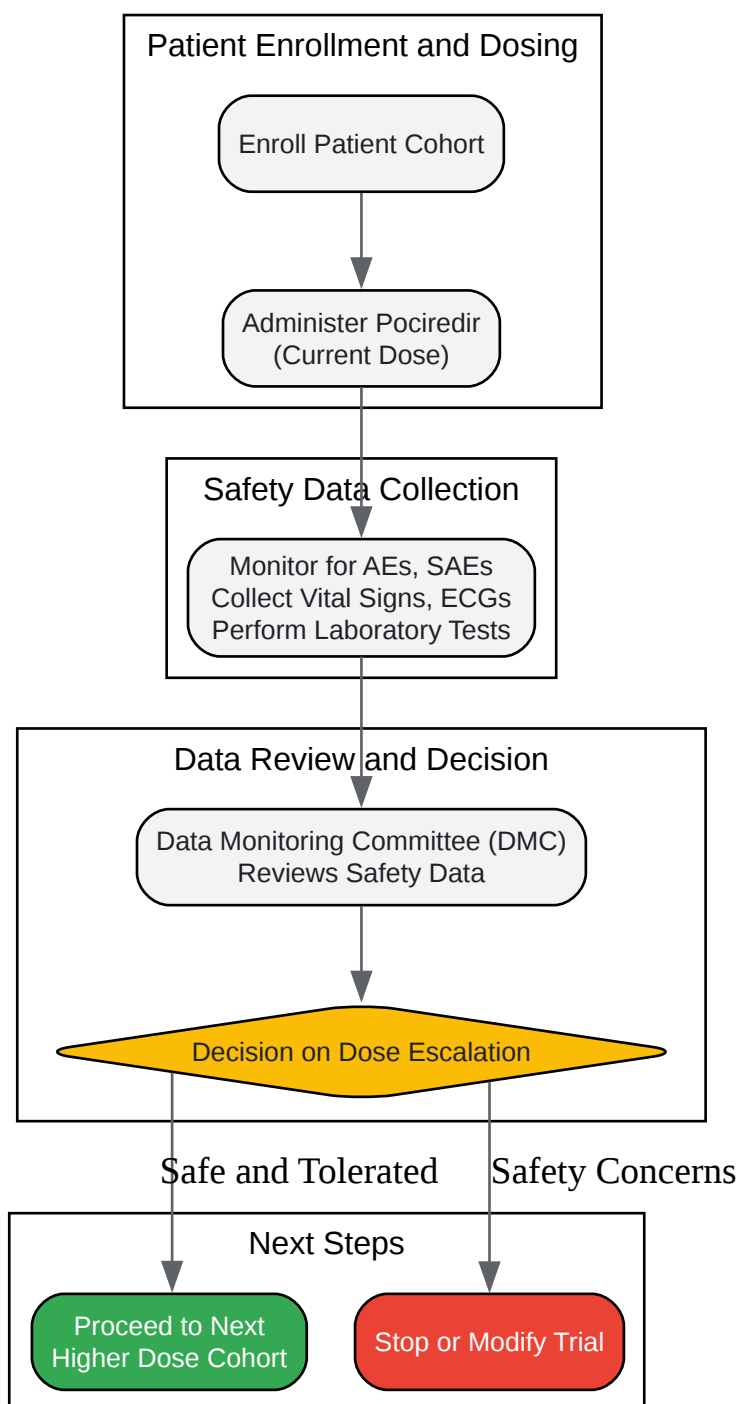 Patient Enrollment and Dosing
Enroll Patient Cohort
Administer Pociredir
(Current Dose)
Safety Data Collection
Monitor for AEs, SAEs
Collect Vital Signs, ECGs
Perform Laboratory Tests
Data Review and Decision
Data Monitoring Committee (DMC)
Reviews Safety Data
Decision on Dose Escalation
Safe and Tolerated
Safety Concerns
Next Steps
Proceed to Next
Higher Dose Cohort
Stop or Modify Trial